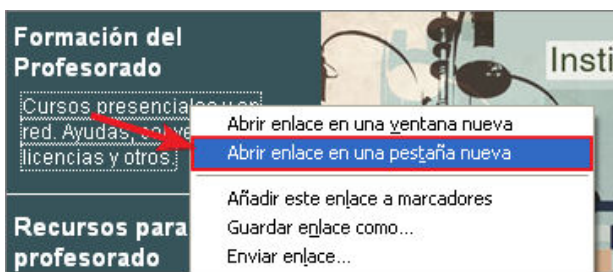 Formación del
Profesorado
Cursos presenciales y en
red. Ayudas,
licencias y otros.
Recursos para
profesorado
Insti
Abrir enlace en una ventana nueva
Abrir enlace en una pestaña nueva
Añadir este enlace a marcadores
Guardar enlace como...
Enviar enlace...